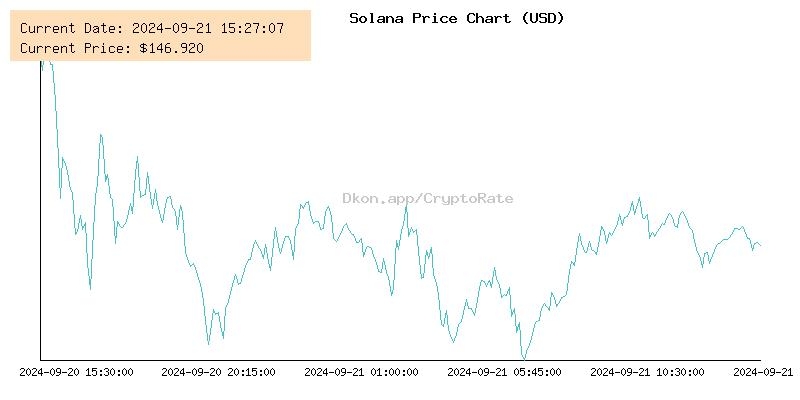 Solana Price Chart (USD)
Current Date: 2024-09-21 15:27:07
Current Price: $146.920
Dkon.app/CryptoRate
2024-09-20 15:30:00 2024-09-20 20:15:00 2024-09-21 01:00:00 2024-09-21 05:45:00 2024-09-21 10:30:00 2024-09-21